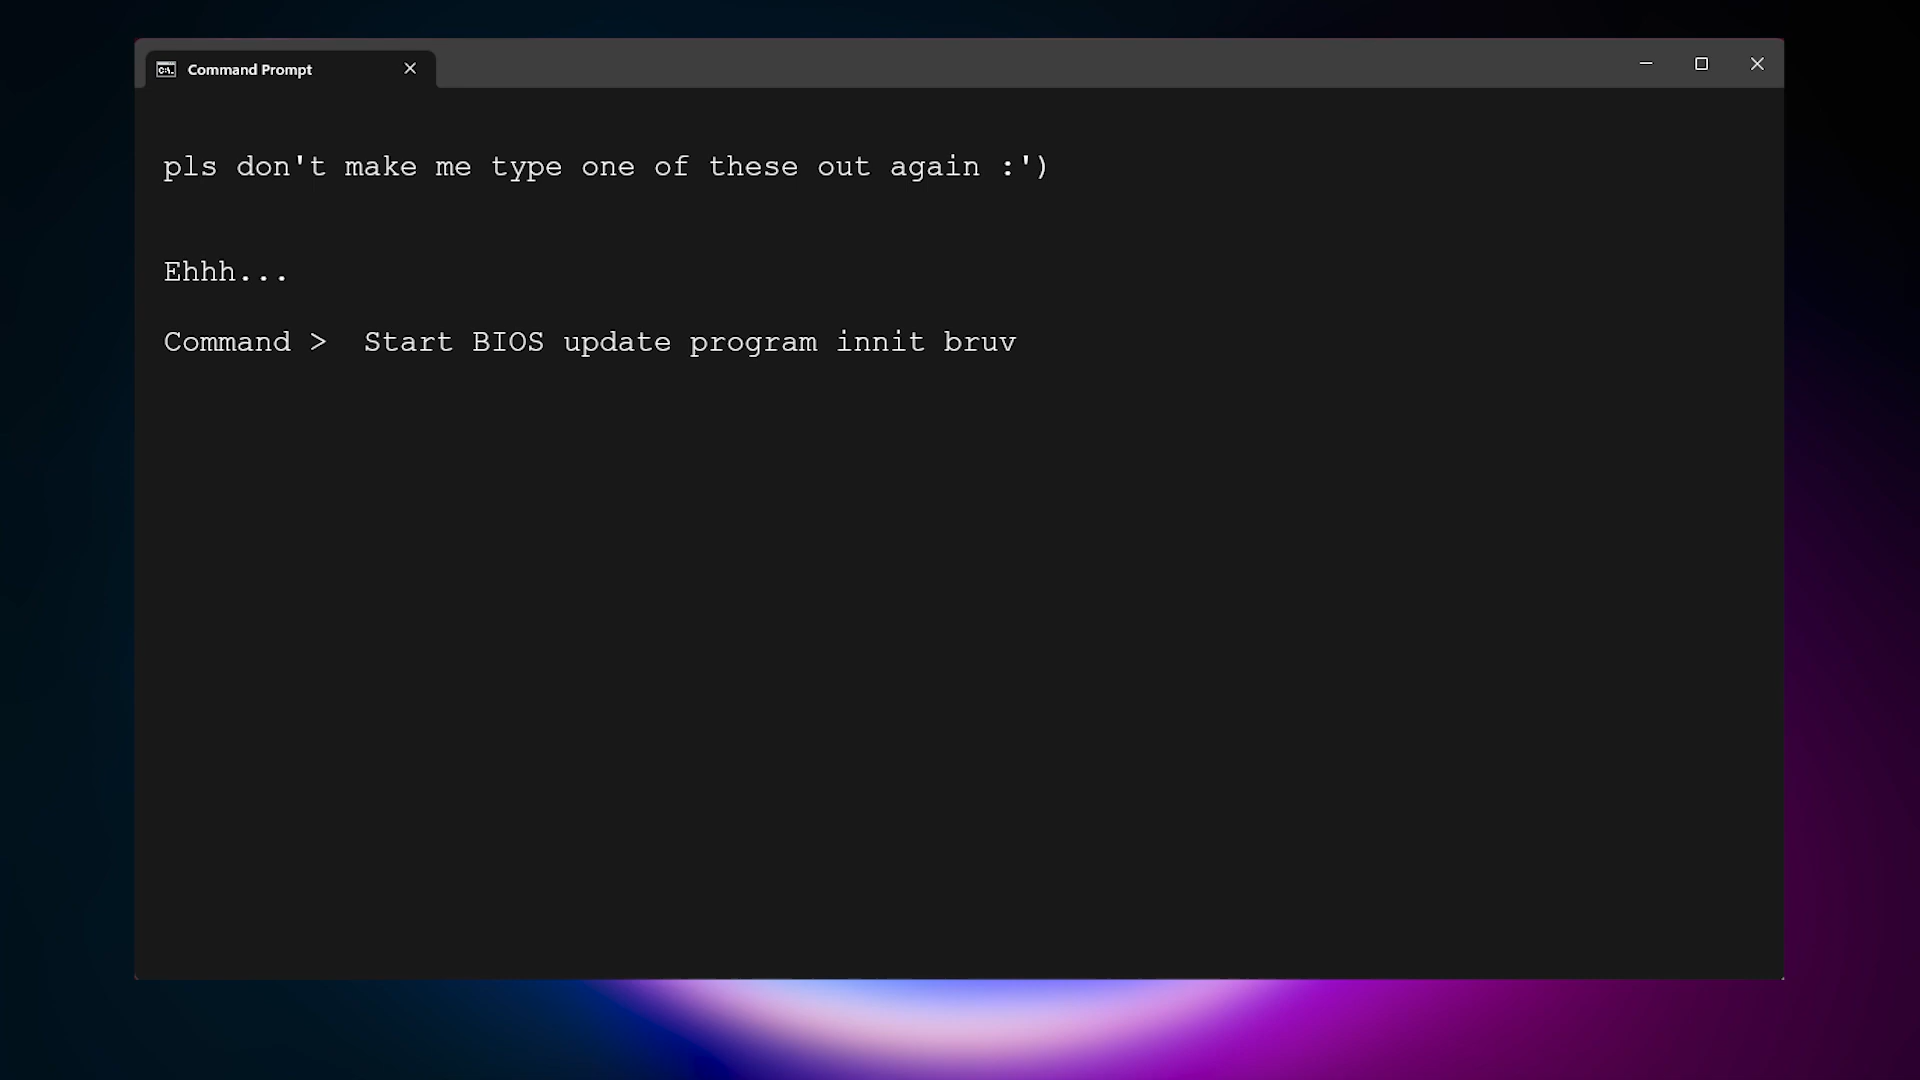 Command Prompt
pls don't make me type one of these out again :')
Ehhh...
Command >  Start BIOS update program innit bruv